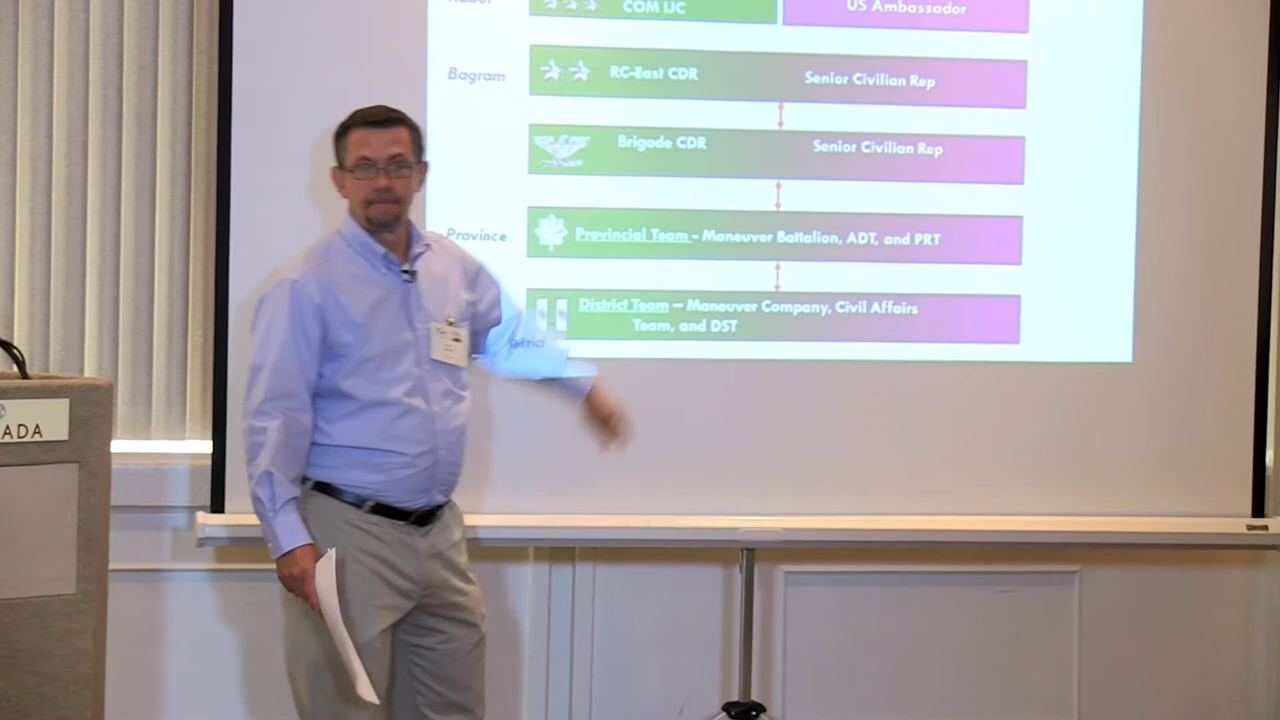 COM IJC
US Ambassador
Bagram
RC-East CDR
Senior Civilian Rep
Brigade CDR
Senior Civilian Rep
Province
Provincial Team - Maneuver Battalion, ADT, and PRT
District Team – Maneuver Company, Civil Affairs
Team, and DST
District
ADA